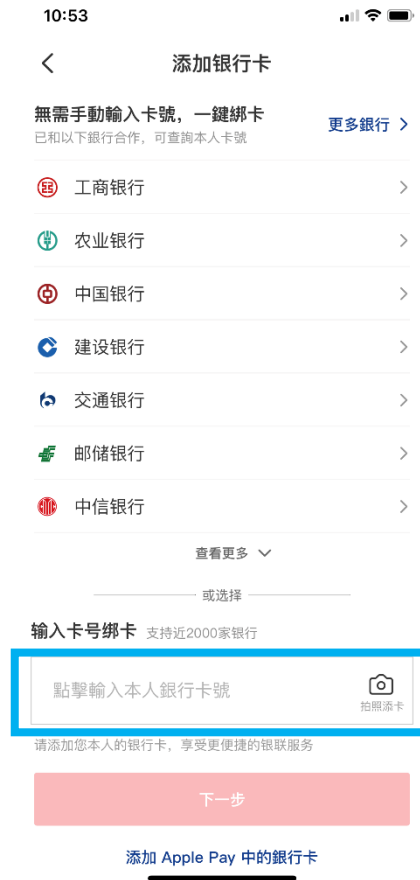 10:53
添加银行卡
無需手動輸入卡號，一鍵綁卡
更多銀行
已和以下銀行合作，可查詢本人卡號
工商银行
农业银行
中国银行
建设银行
交通银行
邮储银行
中信银行
查看更多
或选择
输入卡号绑卡 支持近2000家银行
點擊輸入本人銀行卡號
拍照添卡
请添加您本人的银行卡，享受更便捷的银联服务
下一步
添加 Apple Pay 中的銀行卡